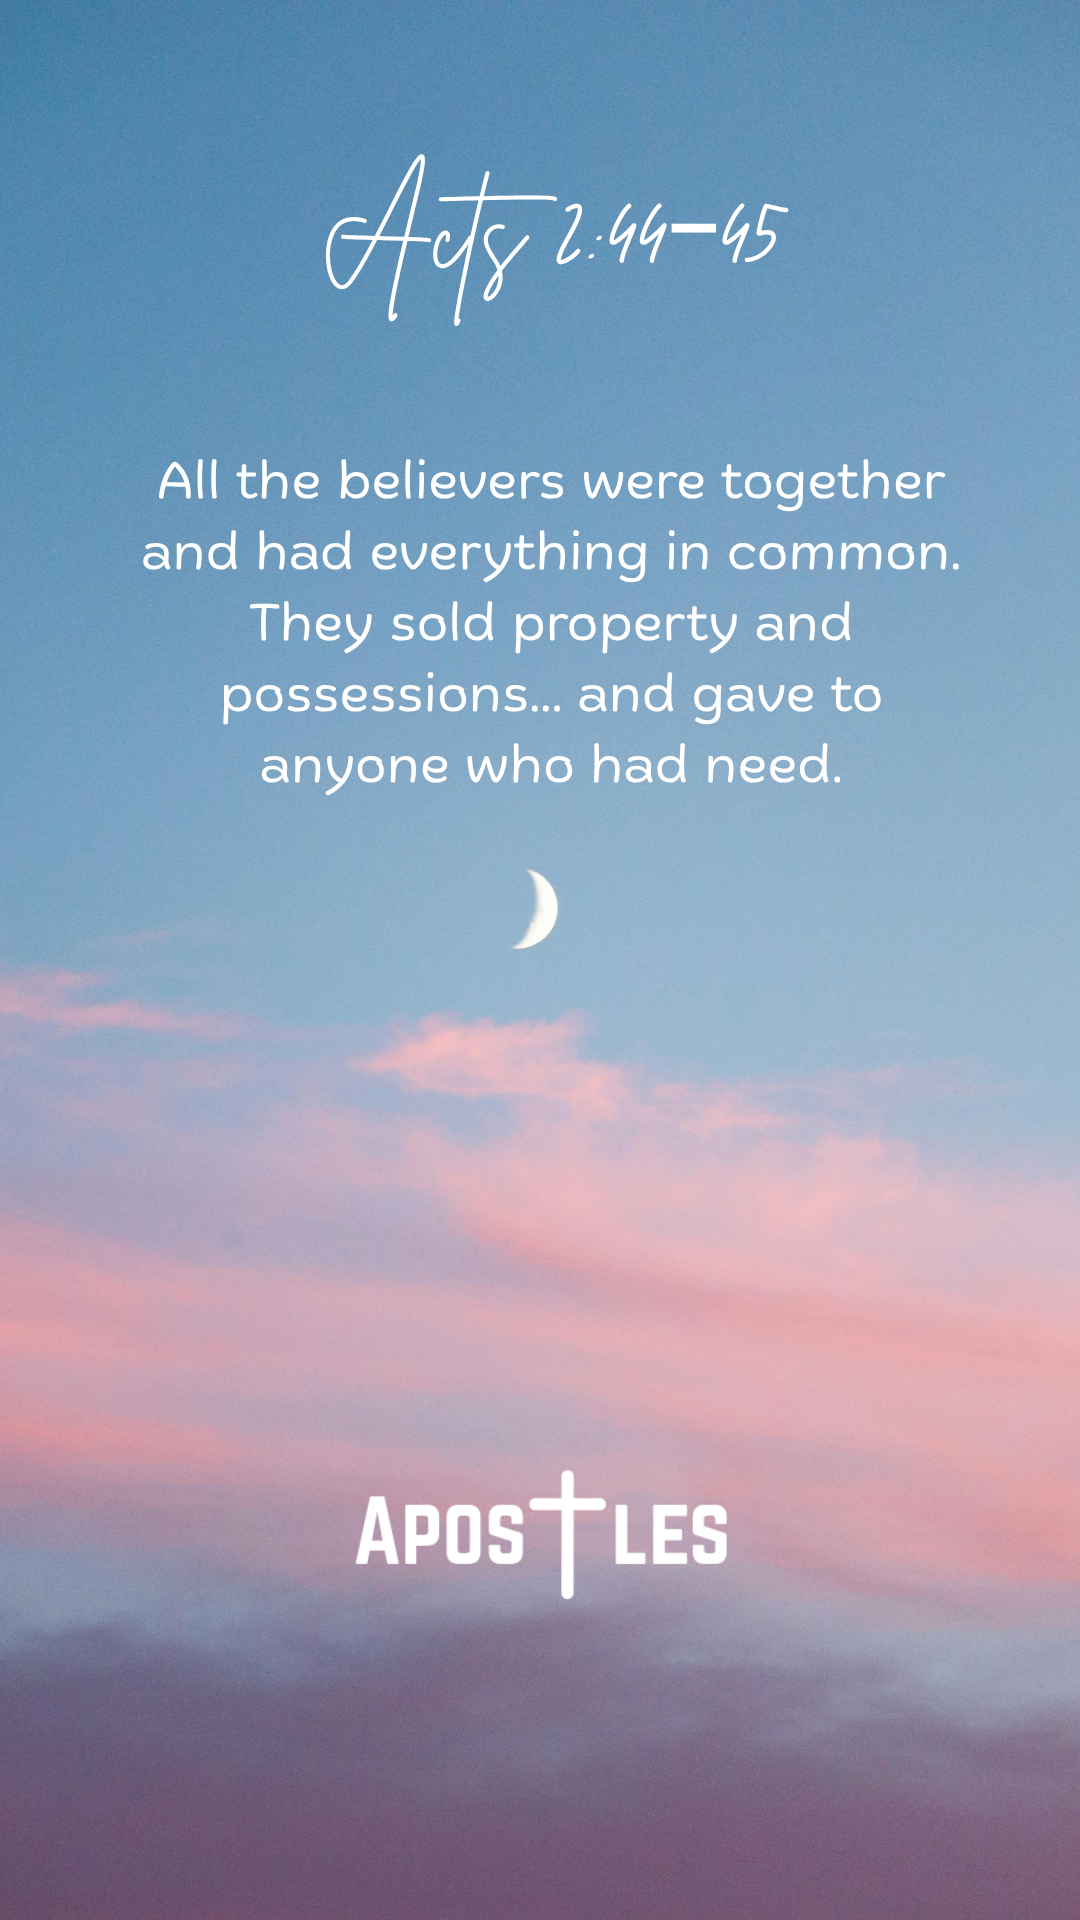 Acts 2:44–45
All the believers were together
and had everything in common.
They sold property and
possessions... and gave to
anyone who had need.
APOSTLES